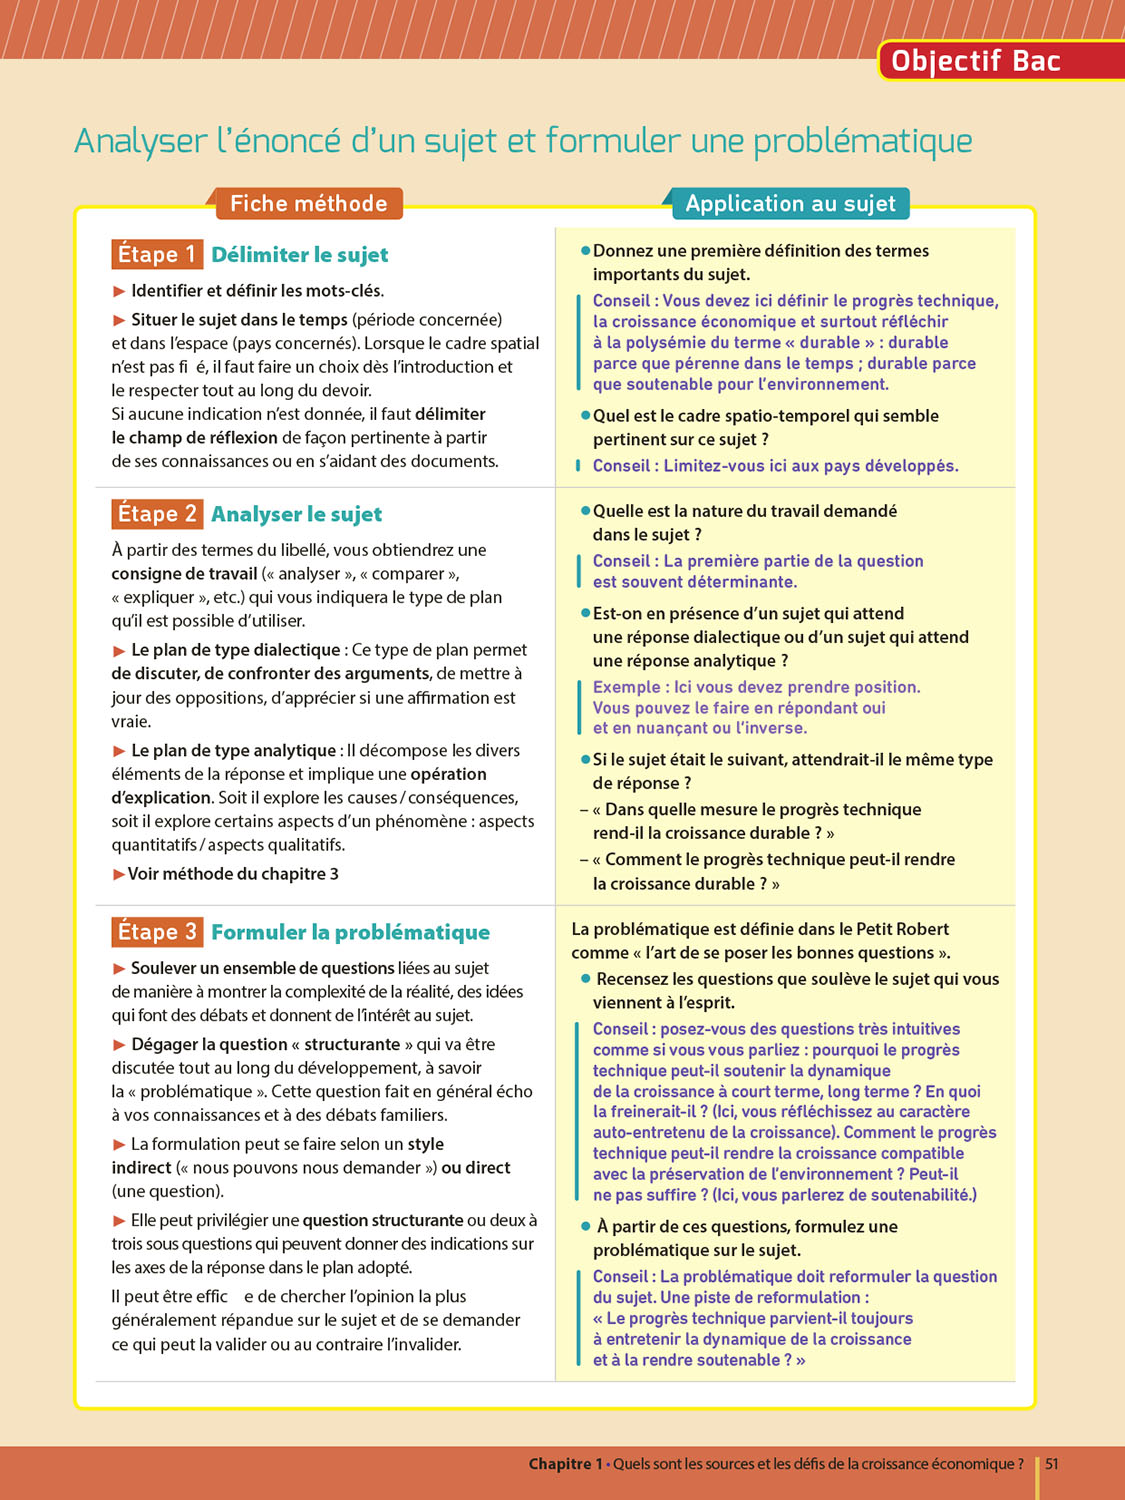 Objectif Bac
Analyser l'énoncé d'un sujet et formuler une problématique
Fiche méthode
Étape 1 Délimiter le sujet
► Identifier et définir les mots-clés.
► Situer le sujet dans le temps (période concernée)
et dans l'espace (pays concernés). Lorsque le cadre spatial
n'est pas fi é, il faut faire un choix dès l'introduction et
le respecter tout au long du devoir.
Si aucune indication n'est donnée, il faut délimiter
le champ de réflexion de façon pertinente à partir
de ses connaissances ou en s'aidant des documents.
Application au sujet
● Donnez une première définition des termes
importants du sujet.
Conseil : Vous devez ici définir le progrès technique,
la croissance économique et surtout réfléchir
à la polysémie du terme « durable » : durable
parce que pérenne dans le temps ; durable parce
que soutenable pour l'environnement.
● Quel est le cadre spatio-temporel qui semble
pertinent sur ce sujet ?
Conseil : Limitez-vous ici aux pays développés.
Étape 2 Analyser le sujet
À partir des termes du libellé, vous obtiendrez une
consigne de travail (« analyser », « comparer »,
« expliquer », etc.) qui vous indiquera le type de plan
qu'il est possible d'utiliser.
► Le plan de type dialectique : Ce type de plan permet
de discuter, de confronter des arguments, de mettre à
jour des oppositions, d'apprécier si une affirmation est
vraie.
► Le plan de type analytique : Il décompose les divers
éléments de la réponse et implique une opération
d'explication. Soit il explore les causes / conséquences,
soit il explore certains aspects d'un phénomène : aspects
quantitatifs / aspects qualitatifs.
►Voir méthode du chapitre 3
● Quelle est la nature du travail demandé
dans le sujet ?
Conseil : La première partie de la question
est souvent déterminante.
● Est-on en présence d'un sujet qui attend
une réponse dialectique ou d'un sujet qui attend
une réponse analytique ?
Exemple : Ici vous devez prendre position.
Vous pouvez le faire en répondant oui
et en nuançant ou l'inverse.
● Si le sujet était le suivant, attendrait-il le même type
de réponse ?
– « Dans quelle mesure le progrès technique
rend-il la croissance durable ? »
– « Comment le progrès technique peut-il rendre
la croissance durable ? »
Étape 3 Formuler la problématique
► Soulever un ensemble de questions liées au sujet
de manière à montrer la complexité de la réalité, des idées
qui font des débats et donnent de l'intérêt au sujet.
► Dégager la question « structurante » qui va être
discutée tout au long du développement, à savoir
la « problématique ». Cette question fait en général écho
à vos connaissances et à des débats familiers.
► La formulation peut se faire selon un style
indirect (« nous pouvons nous demander ») ou direct
(une question).
► Elle peut privilégier une question structurante ou deux à
trois sous questions qui peuvent donner des indications sur
les axes de la réponse dans le plan adopté.
Il peut être effic e de chercher l'opinion la plus
généralement répandue sur le sujet et de se demander
ce qui peut la valider ou au contraire l'invalider.
La problématique est définie dans le Petit Robert
comme « l'art de se poser les bonnes questions ».
● Recensez les questions que soulève le sujet qui vous
viennent à l'esprit.
Conseil : posez-vous des questions très intuitives
comme si vous vous parliez : pourquoi le progrès
technique peut-il soutenir la dynamique
de la croissance à court terme, long terme ? En quoi
la freinerait-il ? (Ici, vous réfléchissez au caractère
auto-entretenu de la croissance). Comment le progrès
technique peut-il rendre la croissance compatible
avec la préservation de l'environnement ? Peut-il
ne pas suffire ? (Ici, vous parlerez de soutenabilité.)
● À partir de ces questions, formulez une
problématique sur le sujet.
Conseil : La problématique doit reformuler la question
du sujet. Une piste de reformulation :
« Le progrès technique parvient-il toujours
à entretenir la dynamique de la croissance
et à la rendre soutenable ? »
Chapitre 1 • Quels sont les sources et les défis de la croissance économique ? 51